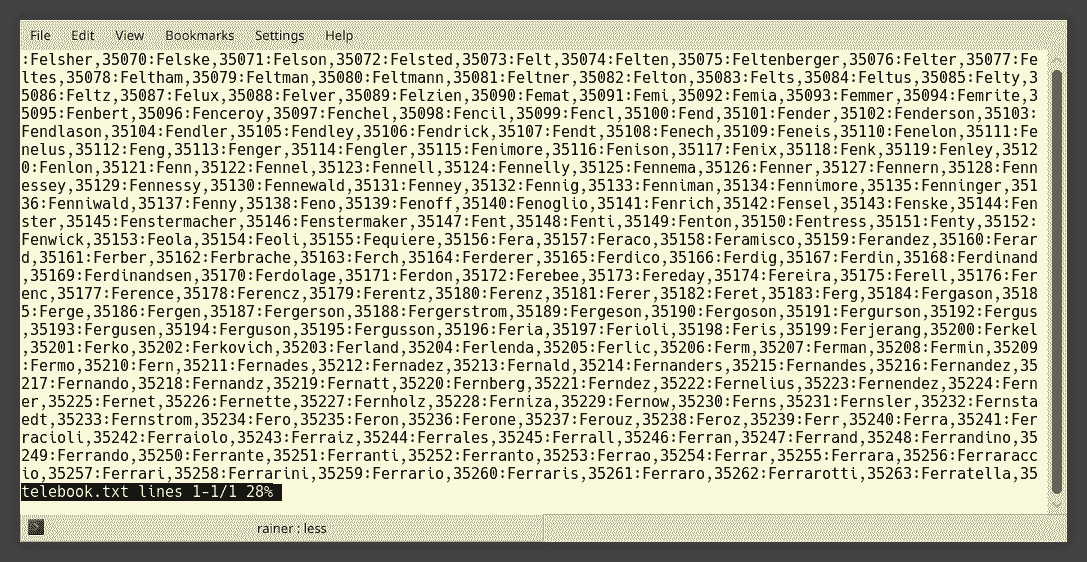 File Edit View Bookmarks Settings Help
:Felsher,35070:Felske,35071:Felson,35072:Felsted,35073:Felt,35074:Felten,35075:Feltenberger,35076:Felter,35077:Fe
ltes,35078:Feltham,35079:Feltman,35080:Feltmann,35081:Feltner,35082:Felton,35083:Felts,35084:Feltus,35085:Felty,3
5086:Feltz,35087:Felux,35088:Felver,35089:Felzien,35090:Femat,35091:Femi,35092:Femia,35093:Femmer,35094:Femrite,3
5095:Fenbert,35096:Fenceroy,35097:Fenchel,35098:Fencil,35099:Fencl,35100:Fend,35101:Fender,35102:Fenderson,35103:
Fendlason,35104:Fendler,35105:Fendley,35106:Fendrick,35107:Fendt,35108:Fenech,35109:Feneis,35110:Fenelon,35111:Fe
nelus,35112:Feng,35113:Fenger,35114:Fengler,35115:Fenimore,35116:Fenison,35117:Fenix,35118:Fenk,35119:Fenley,3512
0:Fenlon,35121:Fenn,35122:Fennel,35123:Fennell,35124:Fennelly,35125:Fennema,35126:Fenner,35127:Fennern,35128:Fenn
essey,35129:Fennessy,35130:Fennewald,35131:Fenney,35132:Fennig,35133:Fenniman,35134:Fennimore,35135:Fenninger,351
36:Fenniwald,35137:Fenny,35138:Feno,35139:Fenoff,35140:Fenoglio,35141:Fenrich,35142:Fensel,35143:Fenske,35144:Fen
ster,35145:Fenstermacher,35146:Fenstermaker,35147:Fent,35148:Fenti,35149:Fenton,35150:Fentress,35151:Fenty,35152:
Fenwick,35153:Feola,35154:Feoli,35155:Fequiere,35156:Fera,35157:Feraco,35158:Feramisco,35159:Ferandez,35160:Ferar
d,35161:Ferber,35162:Ferbrache,35163:Ferch,35164:Ferderer,35165:Ferdico,35166:Ferdig,35167:Ferdin,35168:Ferdinand
,35169:Ferdinandsen,35170:Ferdolage,35171:Ferdon,35172:Ferebee,35173:Fereday,35174:Fereira,35175:Ferell,35176:Fer
enc,35177:Ference,35178:Ferencz,35179:Ferentz,35180:Ferenz,35181:Ferer,35182:Feret,35183:Ferg,35184:Fergason,3518
5:Ferge,35186:Fergen,35187:Fergerson,35188:Fergerstrom,35189:Fergeson,35190:Fergoson,35191:Fergurson,35192:Fergus
,35193:Fergusen,35194:Ferguson,35195:Fergusson,35196:Feria,35197:Ferioli,35198:Feris,35199:Ferjerang,35200:Ferkel
,35201:Ferko,35202:Ferkovich,35203:Ferland,35204:Ferlenda,35205:Ferlic,35206:Ferm,35207:Ferman,35208:Fermin,35209
:Fermo,35210:Fern,35211:Fernades,35212:Fernadez,35213:Fernald,35214:Fernanders,35215:Fernandes,35216:Fernandez,35
217:Fernando,35218:Fernandz,35219:Fernatt,35220:Fernberg,35221:Ferndez,35222:Fernelius,35223:Fernendez,35224:Fern
er,35225:Fernet,35226:Fernette,35227:Fernholz,35228:Ferniza,35229:Fernow,35230:Ferns,35231:Fernsler,35232:Fernsta
edt,35233:Fernstrom,35234:Fero,35235:Feron,35236:Ferone,35237:Ferouz,35238:Feroz,35239:Ferr,35240:Ferra,35241:Fer
racioli,35242:Ferraiolo,35243:Ferraiz,35244:Ferrales,35245:Ferrall,35246:Ferran,35247:Ferrand,35248:Ferrandino,35
249:Ferrando,35250:Ferrante,35251:Ferranti,35252:Ferranto,35253:Ferrao,35254:Ferrar,35255:Ferrara,35256:Ferraracc
io,35257:Ferrari,35258:Ferrarini,35259:Ferrario,35260:Ferraris,35261:Ferraro,35262:Ferrarotti,35263:Ferratella,35
telebook.txt lines 1-1/1 28%
rainer : less